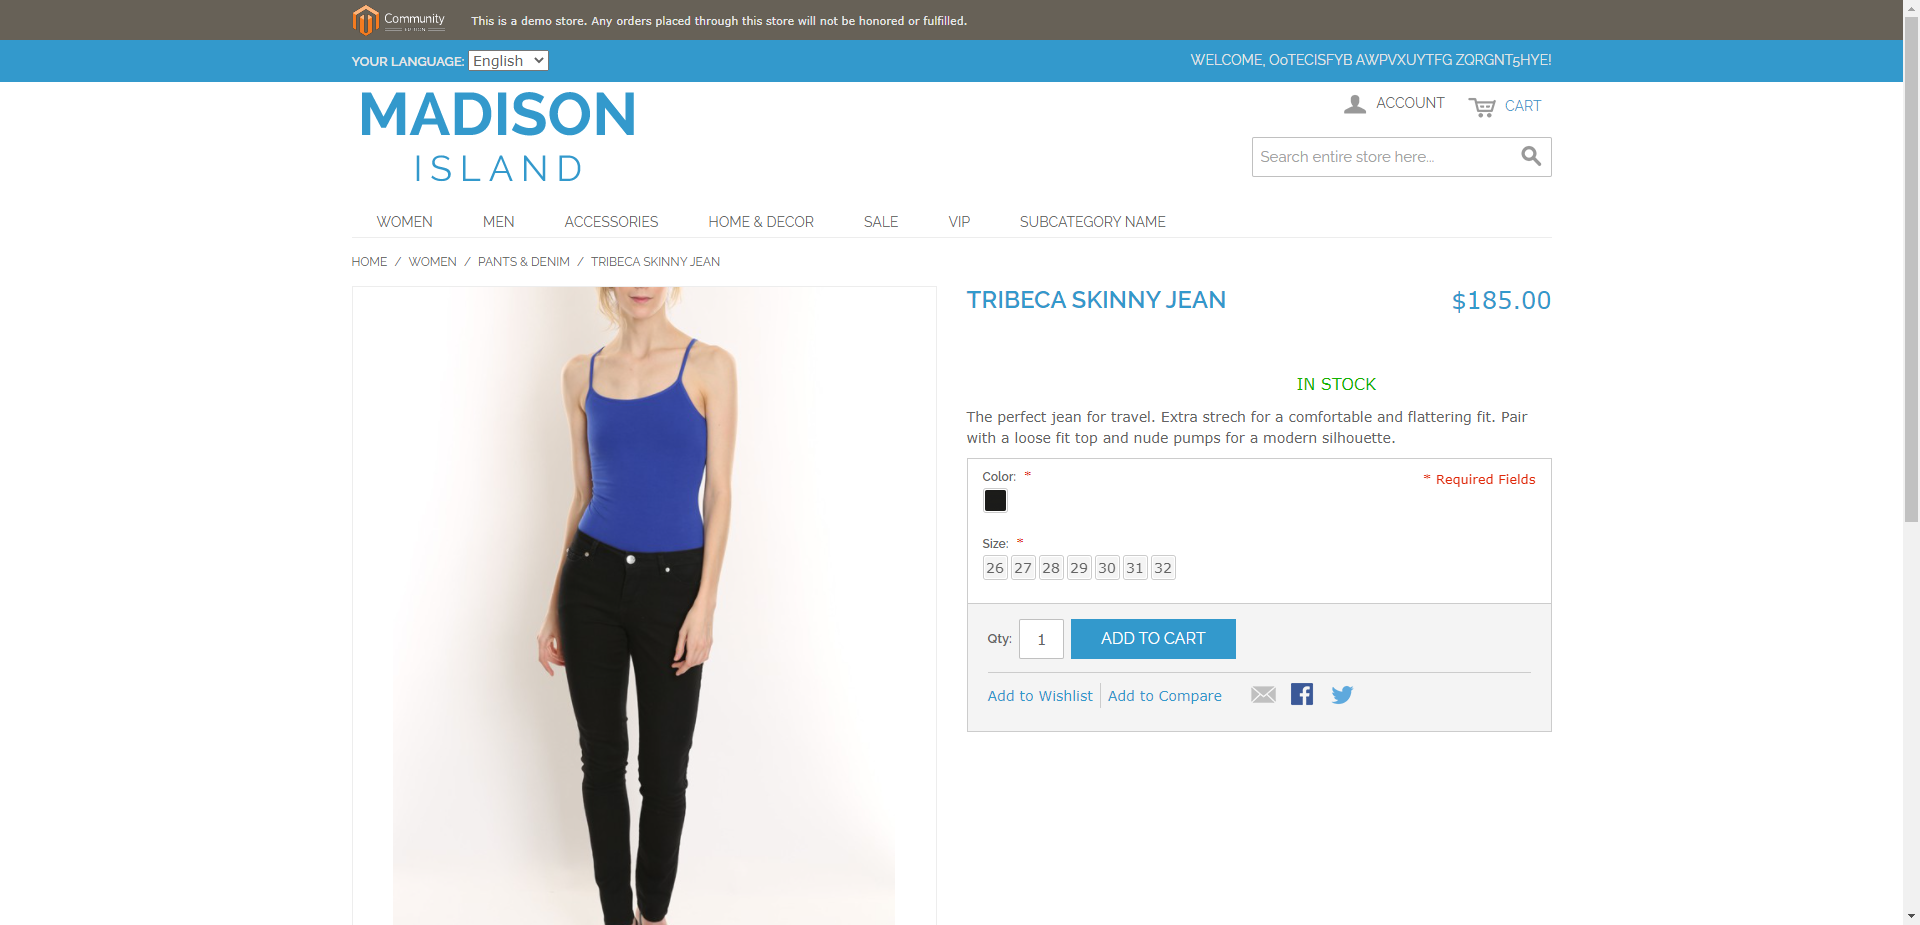 Community
This is a demo store. Any orders placed through this store will not be honored or fulfilled.
YOUR LANGUAGE: English
WELCOME, O0TECISFYB AWPVXUYTFG ZQRGNT5HYE!
MADISON
ISLAND
ACCOUNT
CART
Search entire store here...
WOMEN MEN ACCESSORIES HOME & DECOR SALE VIP SUBCATEGORY NAME
HOME / WOMEN / PANTS & DENIM / TRIBECA SKINNY JEAN
TRIBECA SKINNY JEAN
$185.00
IN STOCK
The perfect jean for travel. Extra strech for a comfortable and flattering fit. Pair
with a loose fit top and nude pumps for a modern silhouette.
Color: *
* Required Fields
Size: *
26 27 28 29 30 31 32
Qty: 1 ADD TO CART
Add to Wishlist Add to Compare